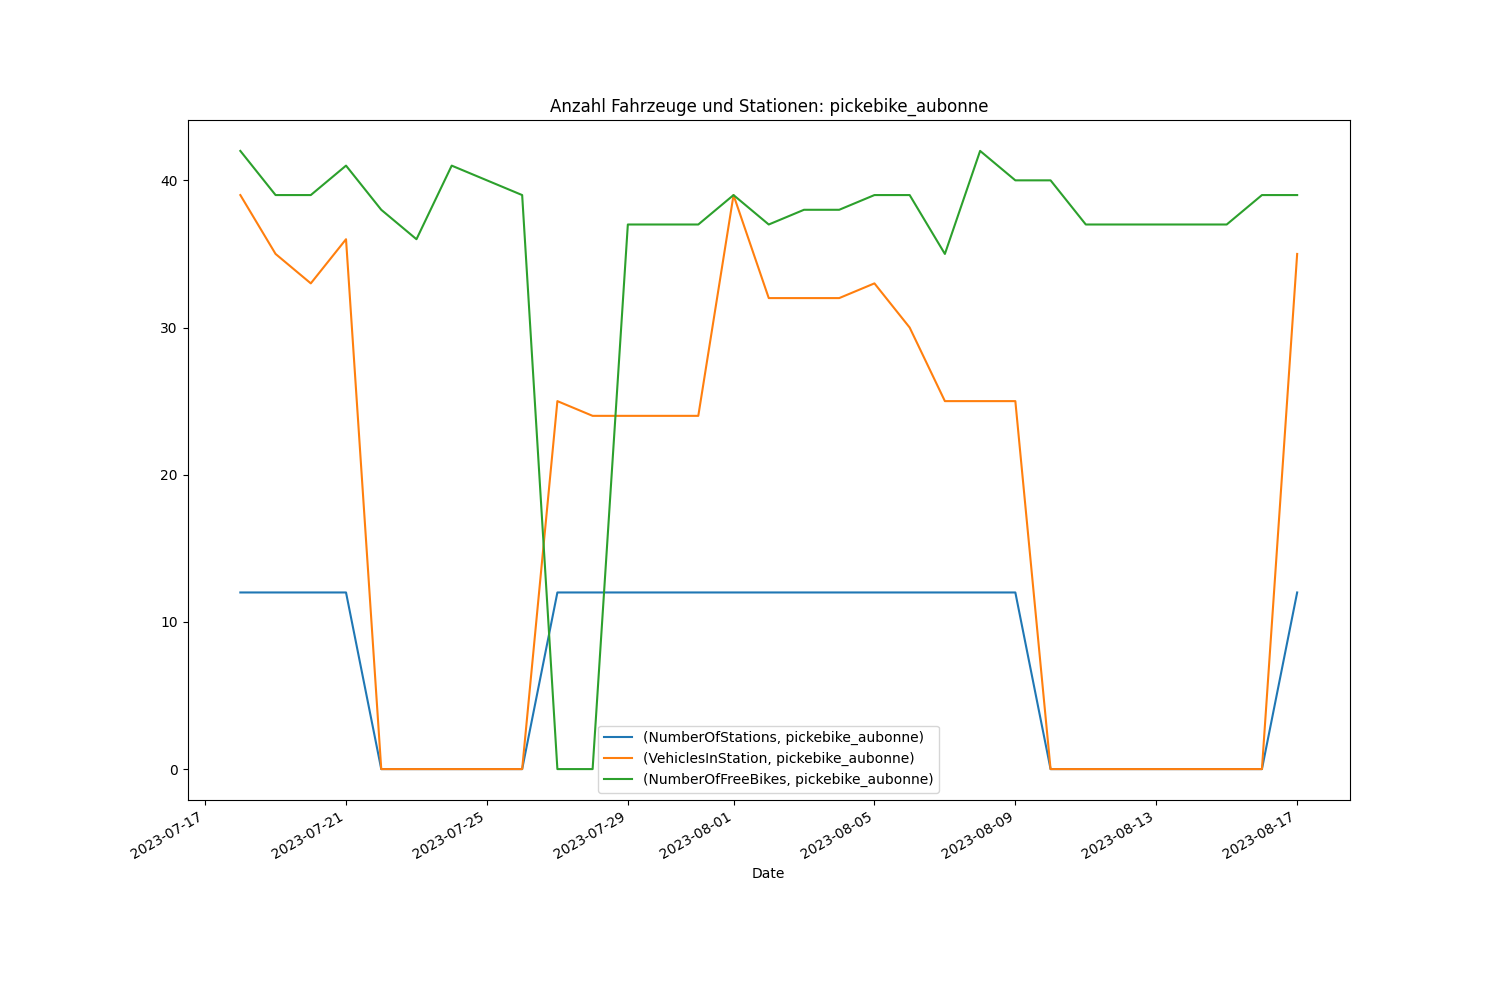 Anzahl Fahrzeuge und Stationen: pickebike_aubonne
40
30
20
10
0
(NumberOfStations, pickebike_aubonne)
(VehiclesInStation, pickebike_aubonne)
(NumberOfFreeBikes, pickebike_aubonne)
2023-07-17
2023-07-21
2023-07-25
2023-07-29
2023-08-01
2023-08-05
2023-08-09
2023-08-13
2023-08-17
Date